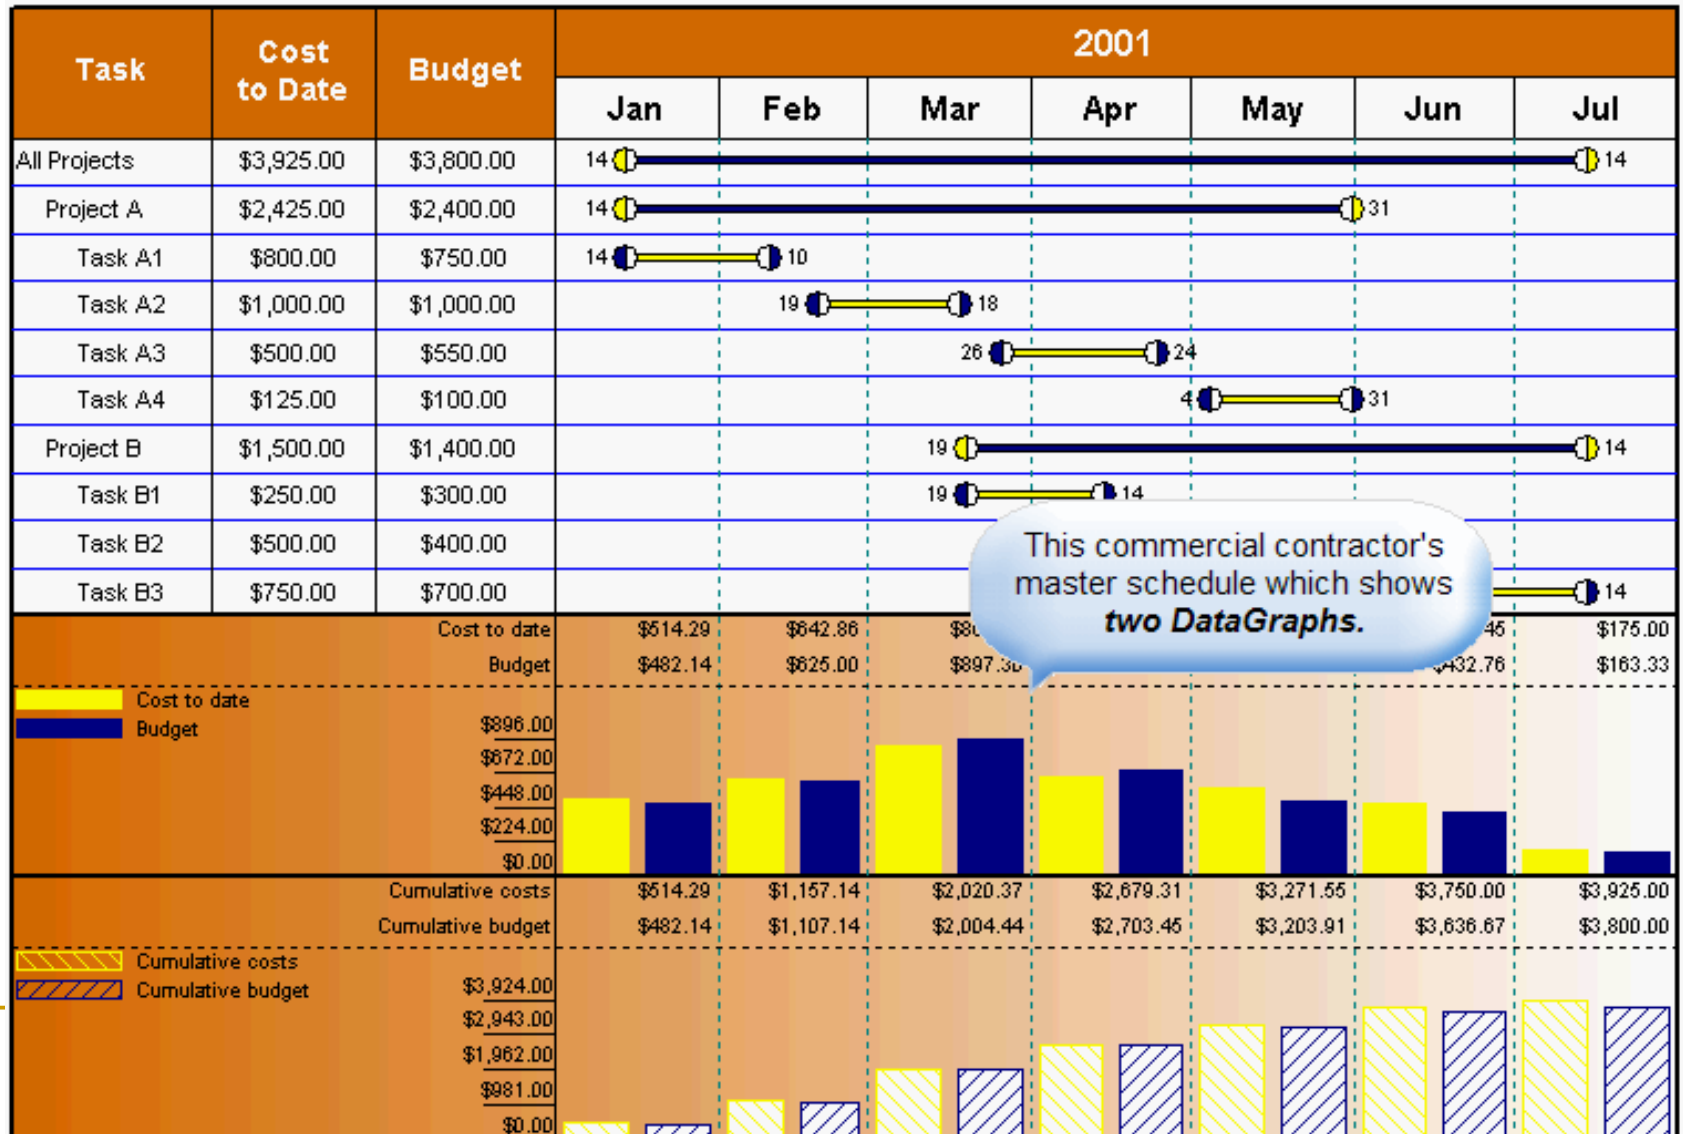 Task Cost to Date Budget 2001
Jan Feb Mar Apr May Jun Jul
All Projects $3,925.00 $3,800.00 14 14
Project A $2,425.00 $2,400.00 14 31
Task A1 $800.00 $750.00 14 10
Task A2 $1,000.00 $1,000.00 19 18
Task A3 $500.00 $550.00 26 24
Task A4 $125.00 $100.00 4 31
Project B $1,500.00 $1,400.00 19 14
Task B1 $250.00 $300.00 19 14
Task B2 $500.00 $400.00
Task B3 $750.00 $700.00 14
This commercial contractor's
master schedule which shows
two DataGraphs.
Cost to date $514.29 $642.86 $175.00
Budget $482.14 $625.00 $163.33
Cost to date
Budget
$896.00
$672.00
$448.00
$224.00
$0.00
Cumulative costs $514.29 $1,157.14 $2,020.37 $2,679.31 $3,271.55 $3,750.00 $3,925.00
Cumulative budget $482.14 $1,107.14 $2,004.44 $2,703.45 $3,203.91 $3,636.67 $3,800.00
Cumulative costs
Cumulative budget
$3,924.00
$2,943.00
$1,962.00
$981.00
$0.00